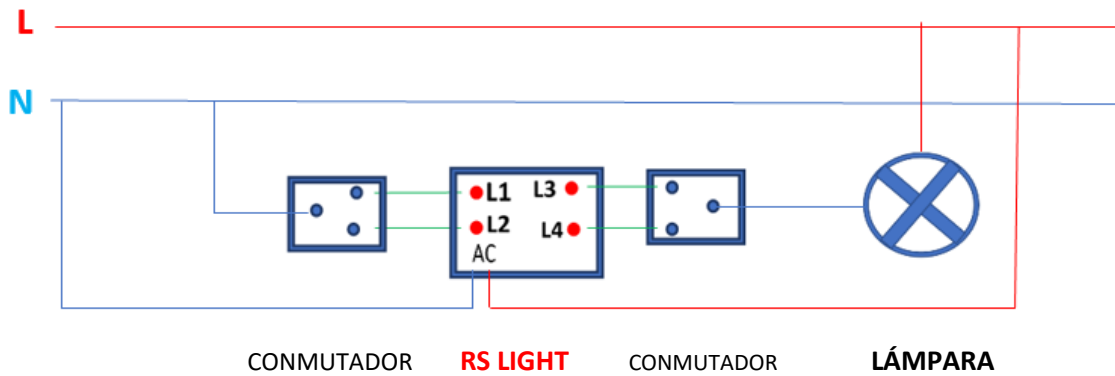 L
N
L1 L3
L2 L4
AC
CONMUTADOR RS LIGHT CONMUTADOR LÁMPARA